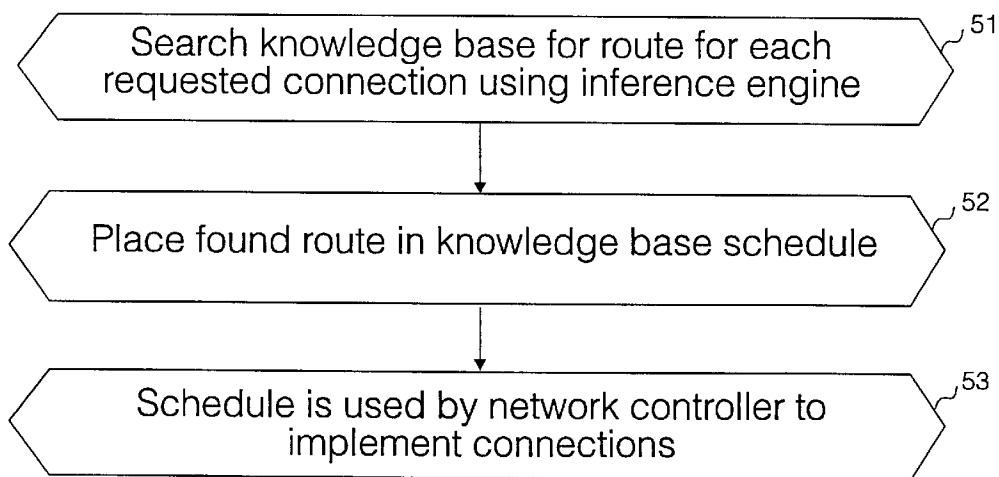 Search knowledge base for route for each
requested connection using inference engine
51
Place found route in knowledge base schedule
52
Schedule is used by network controller to
implement connections
53